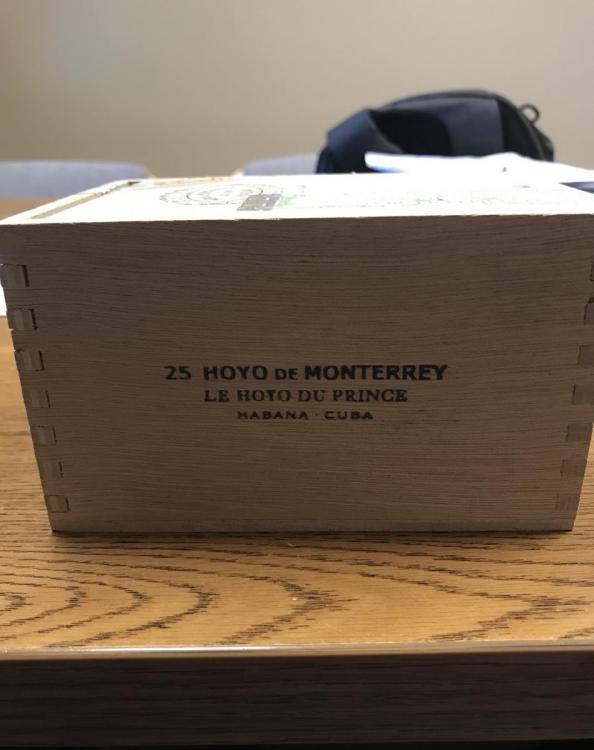 25 HOYO DE MONTERREY
LE HOYO DU PRINCE
HABANA · CUBA